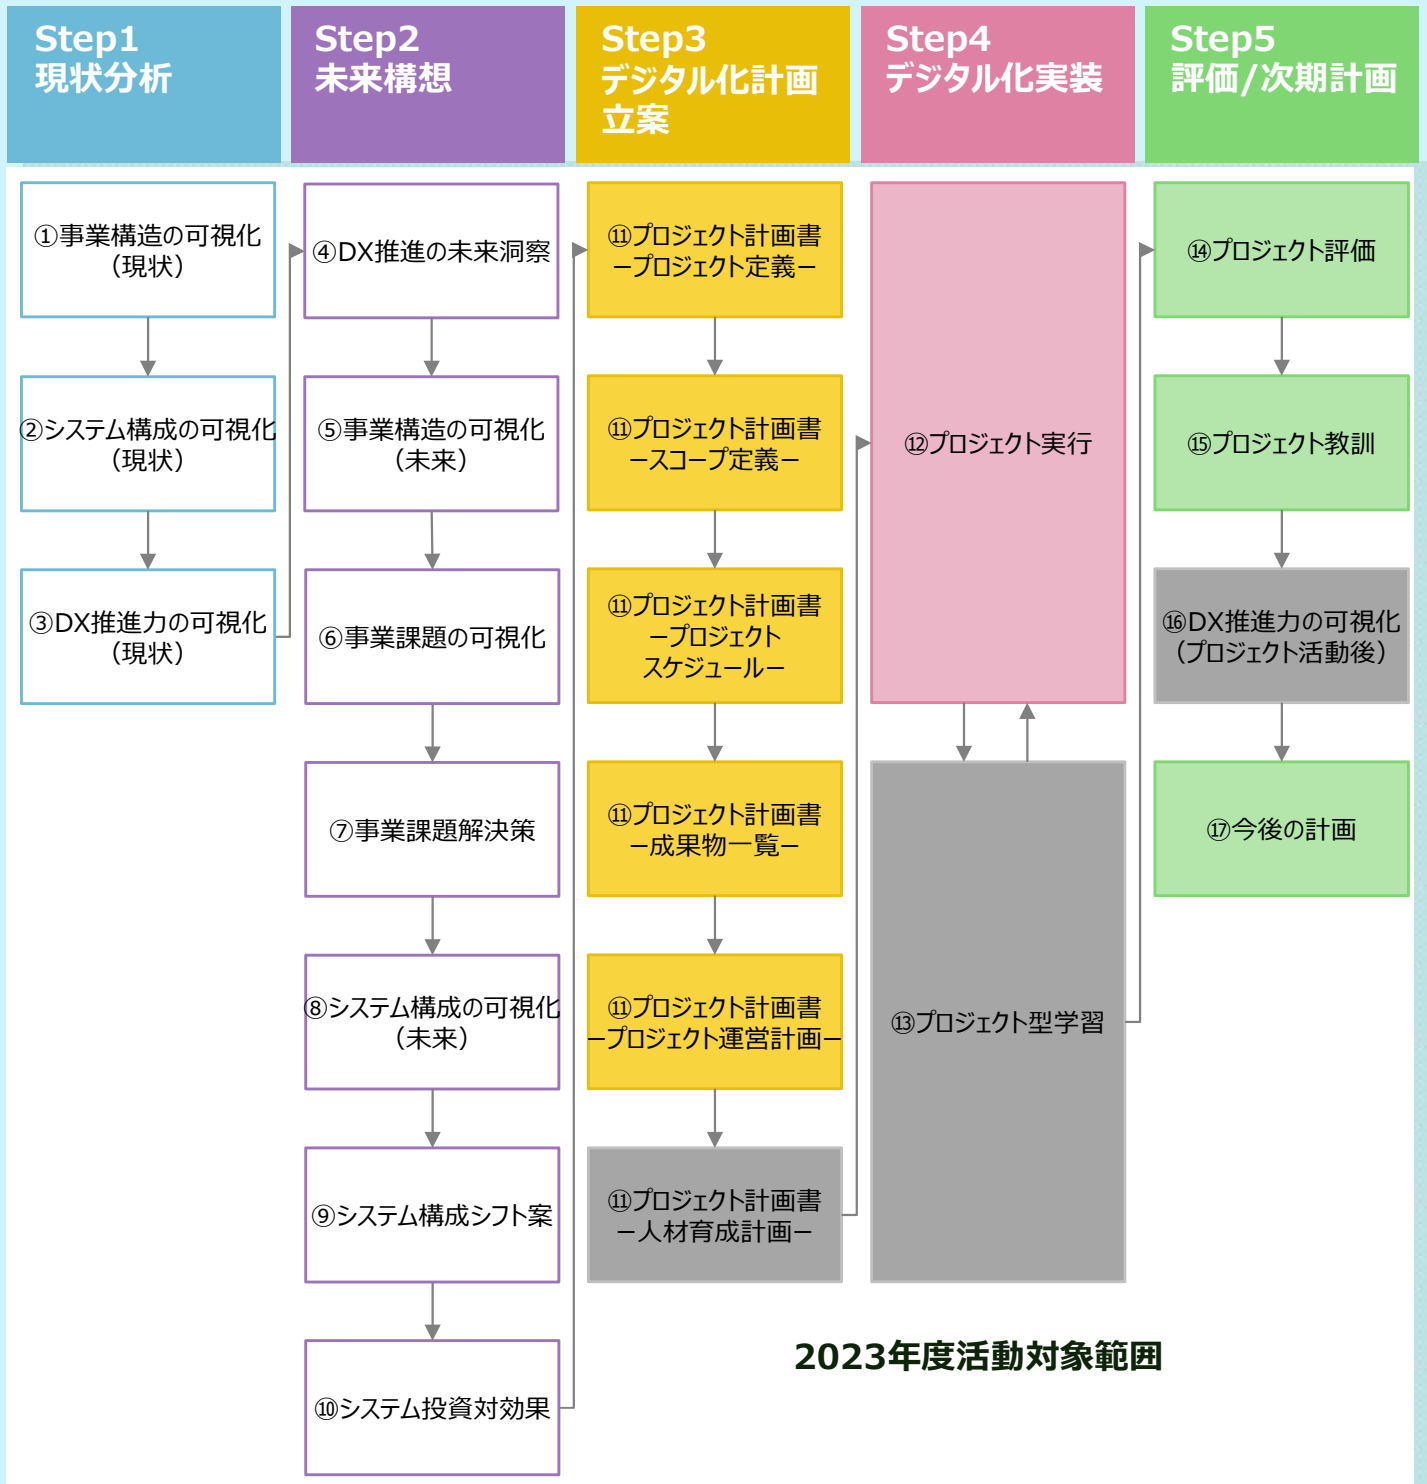 Step1
現状分析
Step2
未来構想
Step3
デジタル化計画
立案
Step4
デジタル化実装
Step5
評価/次期計画
①事業構造の可視化
（現状）
②システム構成の可視化
（現状）
③DX推進力の可視化
（現状）
④DX推進の未来洞察
⑤事業構造の可視化
（未来）
⑥事業課題の可視化
⑦事業課題解決策
⑧システム構成の可視化
（未来）
⑨システム構成シフト案
⑩システム投資対効果
⑪プロジェクト計画書
－プロジェクト定義－
⑪プロジェクト計画書
－スコープ定義－
⑪プロジェクト計画書
－プロジェクト
スケジュール－
⑪プロジェクト計画書
－成果物一覧－
⑪プロジェクト計画書
－プロジェクト運営計画－
⑪プロジェクト計画書
－人材育成計画－
⑫プロジェクト実行
⑬プロジェクト型学習
⑭プロジェクト評価
⑮プロジェクト教訓
⑯DX推進力の可視化
（プロジェクト活動後）
⑰今後の計画
2023年度活動対象範囲